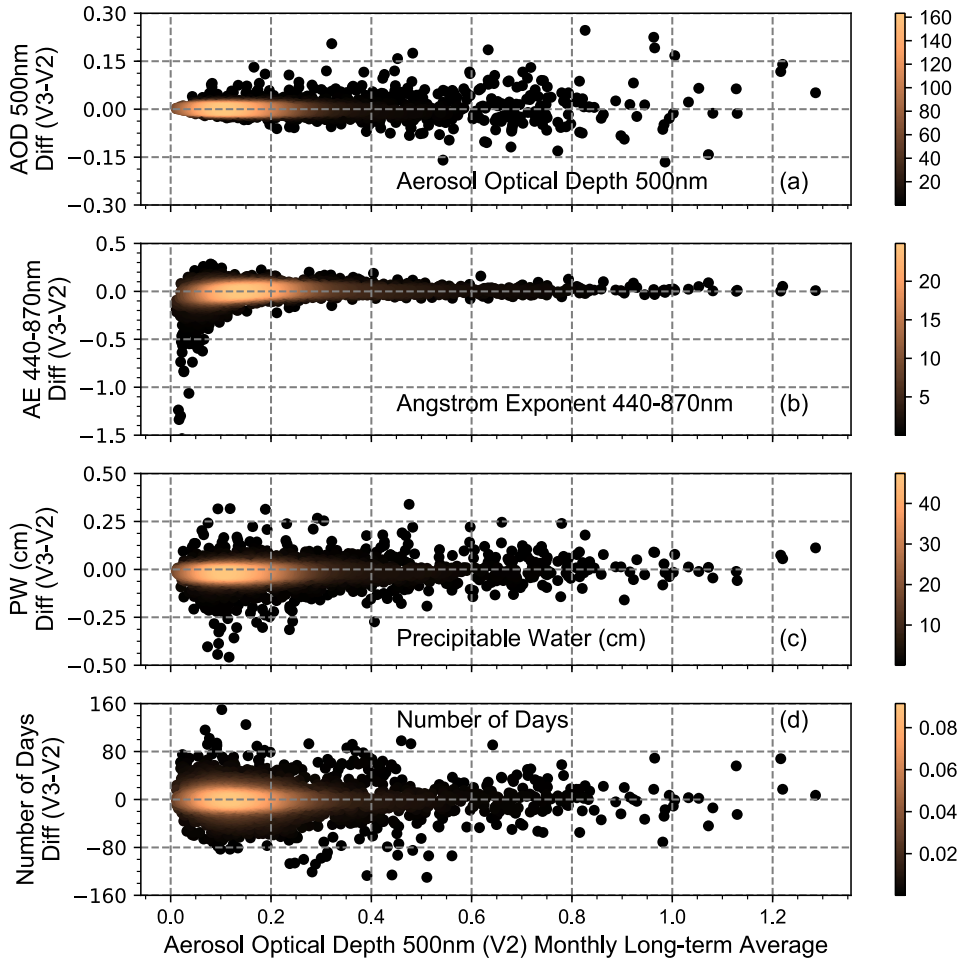 0.30
0.15
0.00
−0.15
−0.30
AOD 500nm
Diff (V3-V2)
Aerosol Optical Depth 500nm
(a)
160
140
120
100
80
60
40
20
0.5
0.0
−0.5
−1.0
−1.5
AE 440-870nm
Diff (V3-V2)
Angstrom Exponent 440-870nm
(b)
20
15
10
5
0.50
0.25
0.00
−0.25
−0.50
PW (cm)
Diff (V3-V2)
Precipitable Water (cm)
(c)
40
30
20
10
160
80
0
−80
−160
Number of Days
Diff (V3-V2)
Number of Days
(d)
0.08
0.06
0.04
0.02
0.0 0.2 0.4 0.6 0.8 1.0 1.2
Aerosol Optical Depth 500nm (V2) Monthly Long-term Average